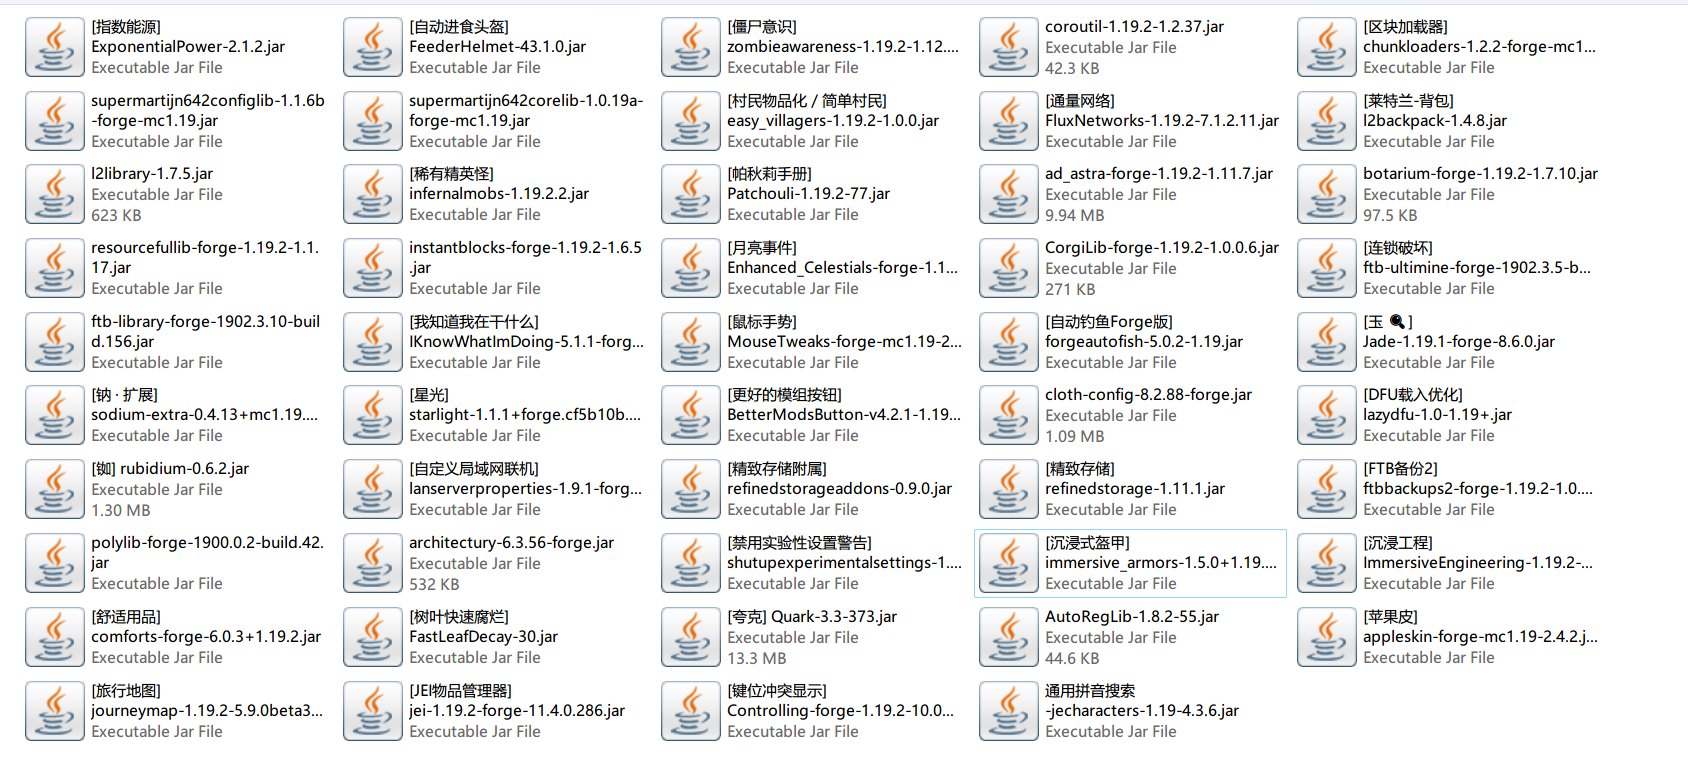 [指数能源]
ExponentialPower-2.1.2.jar
Executable Jar File
[自动进食头盔]
FeederHelmet-43.1.0.jar
Executable Jar File
[僵尸意识]
zombieawareness-1.19.2-1.12....
Executable Jar File
coroutil-1.19.2-1.2.37.jar
Executable Jar File
42.3 KB
[区块加载器]
chunkloaders-1.2.2-forge-mc1...
Executable Jar File
supermartijn642configlib-1.1.6b
-forge-mc1.19.jar
Executable Jar File
supermartijn642corelib-1.0.19a-
forge-mc1.19.jar
Executable Jar File
[村民物品化 / 简单村民]
easy_villagers-1.19.2-1.0.0.jar
Executable Jar File
[通量网络]
FluxNetworks-1.19.2-7.1.2.11.jar
Executable Jar File
[莱特兰-背包]
l2backpack-1.4.8.jar
Executable Jar File
l2library-1.7.5.jar
Executable Jar File
623 KB
[稀有精英怪]
infernalmobs-1.19.2.2.jar
Executable Jar File
[帕秋莉手册]
Patchouli-1.19.2-77.jar
Executable Jar File
ad_astra-forge-1.19.2-1.11.7.jar
Executable Jar File
9.94 MB
botarium-forge-1.19.2-1.7.10.jar
Executable Jar File
97.5 KB
resourcefullib-forge-1.19.2-1.1.
17.jar
Executable Jar File
instantblocks-forge-1.19.2-1.6.5
.jar
Executable Jar File
[月亮事件]
Enhanced_Celestials-forge-1.1...
Executable Jar File
CorgiLib-forge-1.19.2-1.0.0.6.jar
Executable Jar File
271 KB
[连锁破坏]
ftb-ultimine-forge-1902.3.5-b...
Executable Jar File
ftb-library-forge-1902.3.10-buil
d.156.jar
Executable Jar File
[我知道我在干什么]
IKnowWhatImDoing-5.1.1-forg...
Executable Jar File
[鼠标手势]
MouseTweaks-forge-mc1.19-2...
Executable Jar File
[自动钓鱼Forge版]
forgeautofish-5.0.2-1.19.jar
Executable Jar File
[玉 🔍]
Jade-1.19.1-forge-8.6.0.jar
Executable Jar File
[钠 · 扩展]
sodium-extra-0.4.13+mc1.19....
Executable Jar File
[星光]
starlight-1.1.1+forge.cf5b10b....
Executable Jar File
[更好的模组按钮]
BetterModsButton-v4.2.1-1.19...
Executable Jar File
cloth-config-8.2.88-forge.jar
Executable Jar File
1.09 MB
[DFU载入优化]
lazydfu-1.0-1.19+.jar
Executable Jar File
[铷] rubidium-0.6.2.jar
Executable Jar File
1.30 MB
[自定义局域网联机]
lanserverproperties-1.9.1-forg...
Executable Jar File
[精致存储附属]
refinedstorageaddons-0.9.0.jar
Executable Jar File
[精致存储]
refinedstorage-1.11.1.jar
Executable Jar File
[FTB备份2]
ftbbackups2-forge-1.19.2-1.0....
Executable Jar File
polylib-forge-1900.0.2-build.42.
jar
Executable Jar File
architectury-6.3.56-forge.jar
Executable Jar File
532 KB
[禁用实验性设置警告]
shutupexperimentalsettings-1....
Executable Jar File
[沉浸式盔甲]
immersive_armors-1.5.0+1.19....
Executable Jar File
[沉浸工程]
ImmersiveEngineering-1.19.2-...
Executable Jar File
[舒适用品]
comforts-forge-6.0.3+1.19.2.jar
Executable Jar File
[树叶快速腐烂]
FastLeafDecay-30.jar
Executable Jar File
[夸克] Quark-3.3-373.jar
Executable Jar File
13.3 MB
AutoRegLib-1.8.2-55.jar
Executable Jar File
44.6 KB
[苹果皮]
appleskin-forge-mc1.19-2.4.2.j...
Executable Jar File
[旅行地图]
journeymap-1.19.2-5.9.0beta3...
Executable Jar File
[JEI物品管理器]
jei-1.19.2-forge-11.4.0.286.jar
Executable Jar File
[键位冲突显示]
Controlling-forge-1.19.2-10.0...
Executable Jar File
通用拼音搜索
-jecharacters-1.19-4.3.6.jar
Executable Jar File